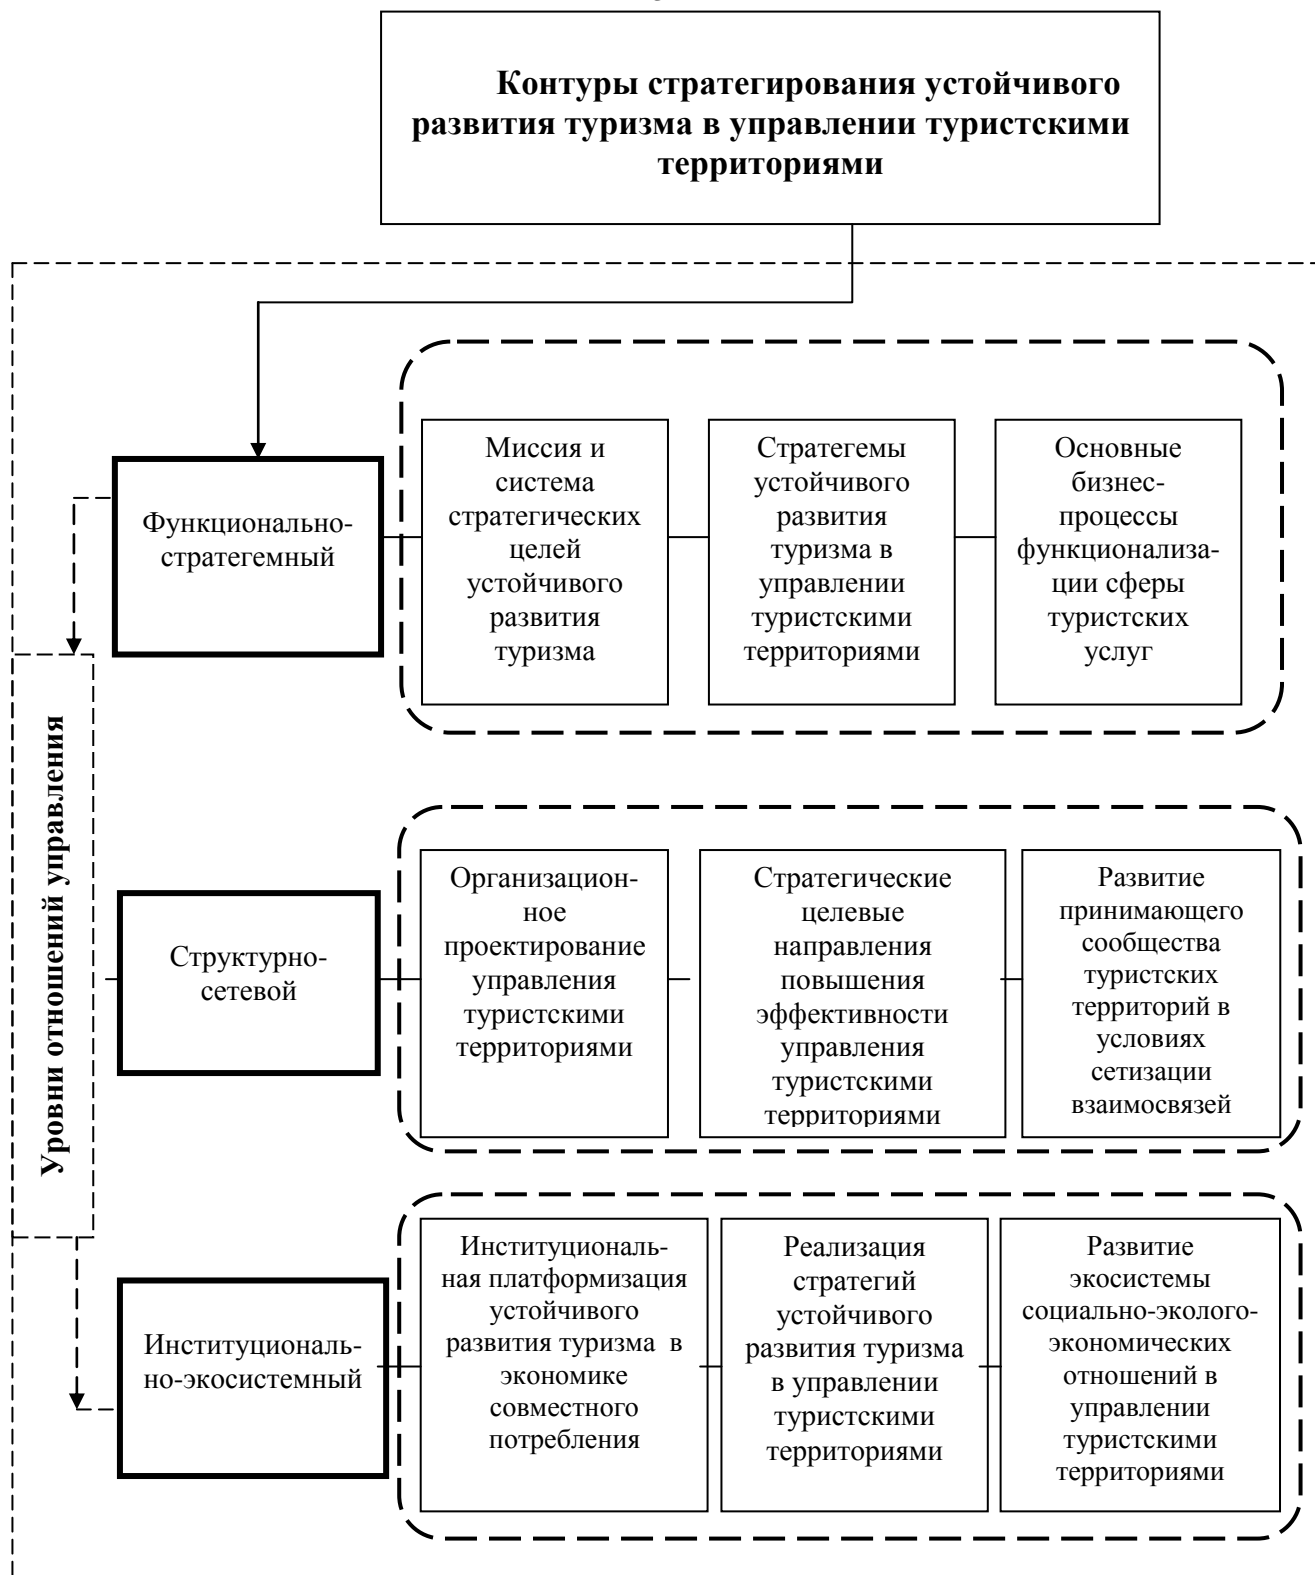 Контуры стратегирования устойчивого
развития туризма в управлении туристскими
территориями
Функционально-
стратегемный
Миссия и
система
стратегических
целей
устойчивого
развития
туризма
Стратегемы
устойчивого
развития
туризма в
управлении
туристскими
территориями
Основные
бизнес-
процессы
функционализа-
ции сферы
туристских
услуг
Уровни отношений управления
Структурно-
сетевой
Организацион-
ное
проектирование
управления
туристскими
территориями
Стратегические
целевые
направления
повышения
эффективности
управления
туристскими
территориями
Развитие
принимающего
сообщества
туристских
территорий в
условиях
сетизации
взаимосвязей
Институциональ-
но-экосистемный
Институциональ-
ная платформизация
устойчивого
развития туризма в
экономике
совместного
потребления
Реализация
стратегий
устойчивого
развития туризма
в управлении
туристскими
территориями
Развитие
экосистемы
социально-эколого-
экономических
отношений в
управлении
туристскими
территориями